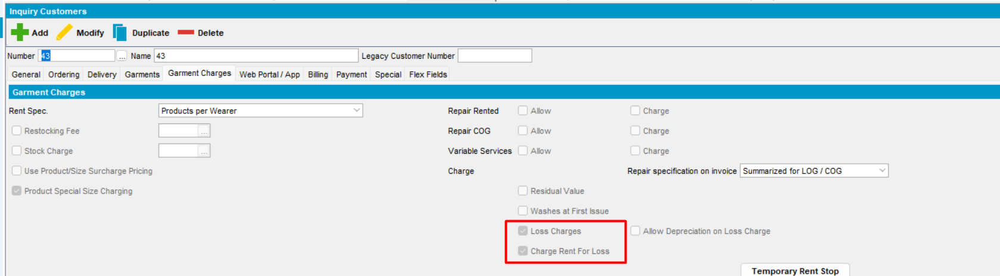 Inquiry Customers
Add Modify Duplicate Delete
Number 43 ... Name 43 Legacy Customer Number
General Ordering Delivery Garments Garment Charges Web Portal / App Billing Payment Special Flex Fields
Garment Charges
Rent Spec. Products per Wearer Repair Rented Allow Charge
Restocking Fee ... Repair COG Allow Charge
Stock Charge ... Variable Services Allow Charge
Use Product/Size Surcharge Pricing Charge Repair specification on invoice Summarized for LOG / COG
Product Special Size Charging Residual Value
Washes at First Issue
Loss Charges Allow Depreciation on Loss Charge
Charge Rent For Loss
Temporary Rent Stop